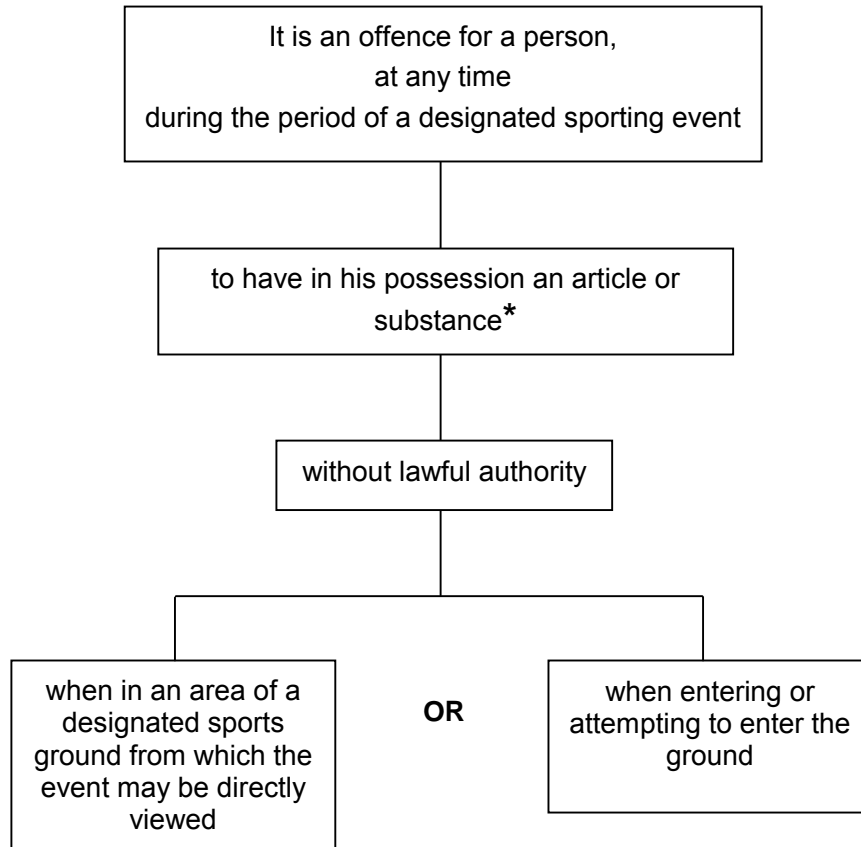 It is an offence for a person,
at any time
during the period of a designated sporting event
to have in his possession an article or
substance*
without lawful authority
when in an area of a
designated sports
ground from which the
event may be directly
viewed
OR
when entering or
attempting to enter the
ground